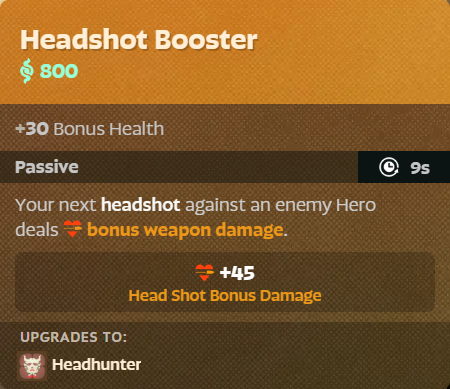 Headshot Booster
800
+30 Bonus Health
Passive 9s
Your next headshot against an enemy Hero
deals bonus weapon damage.
+45
Head Shot Bonus Damage
UPGRADES TO:
Headhunter